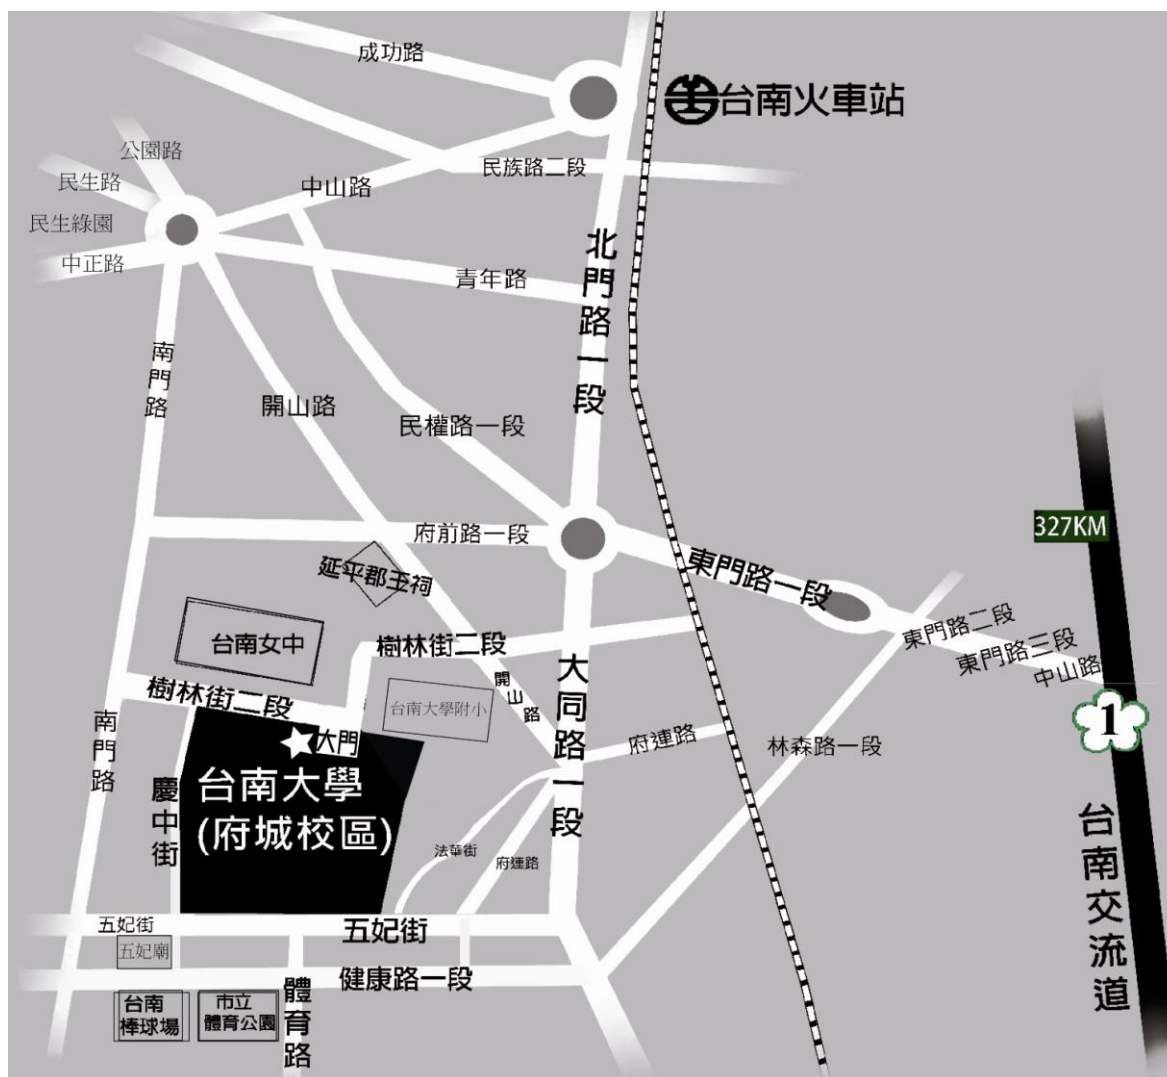 成功路
台南火車站
公園路
民生路
民族路二段
中山路
民生綠園
中正路
青年路
北門路一段
南門路
開山路
民權路一段
327KM
府前路一段
東門路一段
延平郡王祠
台南女中
樹林街二段
東門路二段
東門路三段
中山路
樹林街二段
開山路
台南大學附小
大同路一段
南門路
大門
府連路
林森路一段
1
台南大學
(府城校區)
慶中街
法華街
府連路
台南交流道
五妃街
五妃街
五妃廟
健康路一段
體育路
台南
棒球場
市立
體育公園